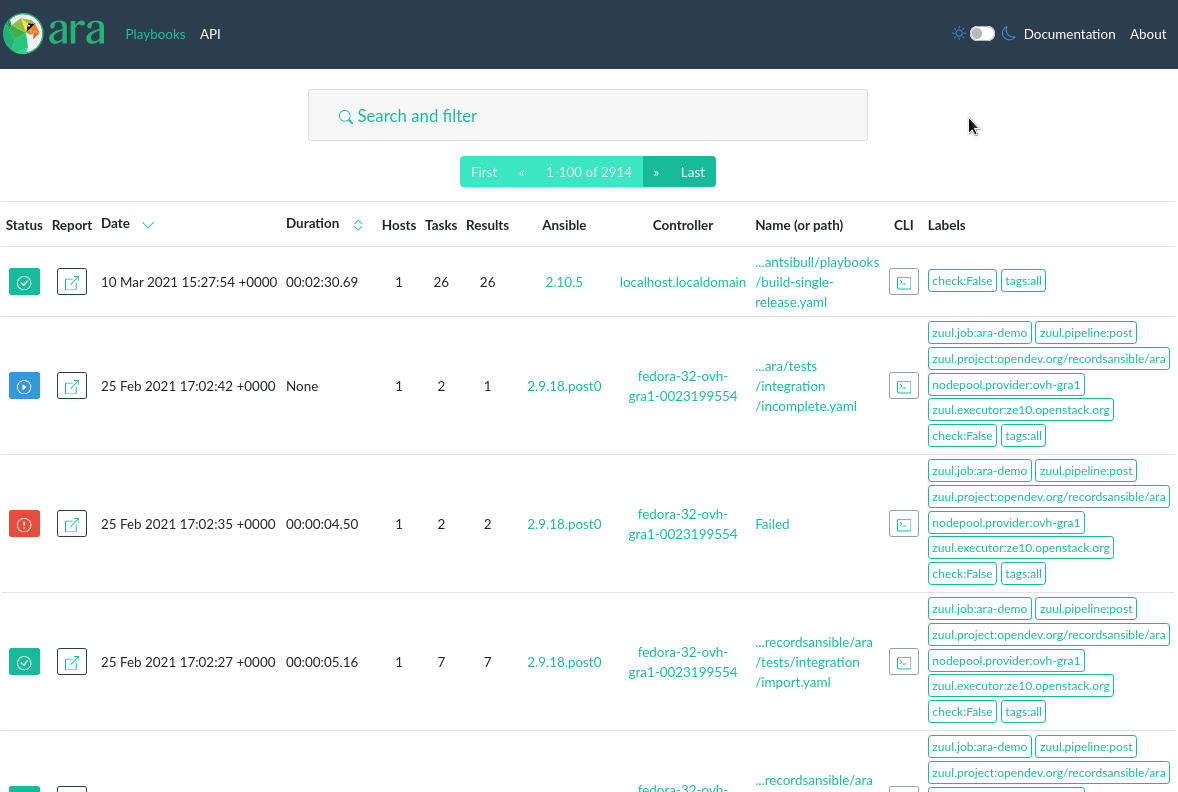 ara Playbooks API Documentation About
Search and filter
First « 1-100 of 2914 » Last
Status Report Date Duration Hosts Tasks Results Ansible Controller Name (or path) CLI Labels
10 Mar 2021 15:27:54 +0000 00:02:30.69 1 26 26 2.10.5 localhost.localdomain
...antsibull/playbooks
/build-single-
release.yaml
check:False tags:all
25 Feb 2021 17:02:42 +0000 None 1 2 1 2.9.18.post0
fedora-32-ovh-
gra1-0023199554
...ara/tests
/integration
/incomplete.yaml
zuul.job:ara-demo zuul.pipeline:post
zuul.project:opendev.org/recordsansible/ara
nodepool.provider:ovh-gra1
zuul.executor:ze10.openstack.org
check:False tags:all
25 Feb 2021 17:02:35 +0000 00:00:04.50 1 2 2 2.9.18.post0
fedora-32-ovh-
gra1-0023199554
Failed
zuul.job:ara-demo zuul.pipeline:post
zuul.project:opendev.org/recordsansible/ara
nodepool.provider:ovh-gra1
zuul.executor:ze10.openstack.org
check:False tags:all
25 Feb 2021 17:02:27 +0000 00:00:05.16 1 7 7 2.9.18.post0
fedora-32-ovh-
gra1-0023199554
...recordsansible/ara
/tests/integration
/import.yaml
zuul.job:ara-demo zuul.pipeline:post
zuul.project:opendev.org/recordsansible/ara
nodepool.provider:ovh-gra1
zuul.executor:ze10.openstack.org
check:False tags:all
fedora-32-ovh-
...recordsansible/ara
zuul.job:ara-demo zuul.pipeline:post
zuul.project:opendev.org/recordsansible/ara